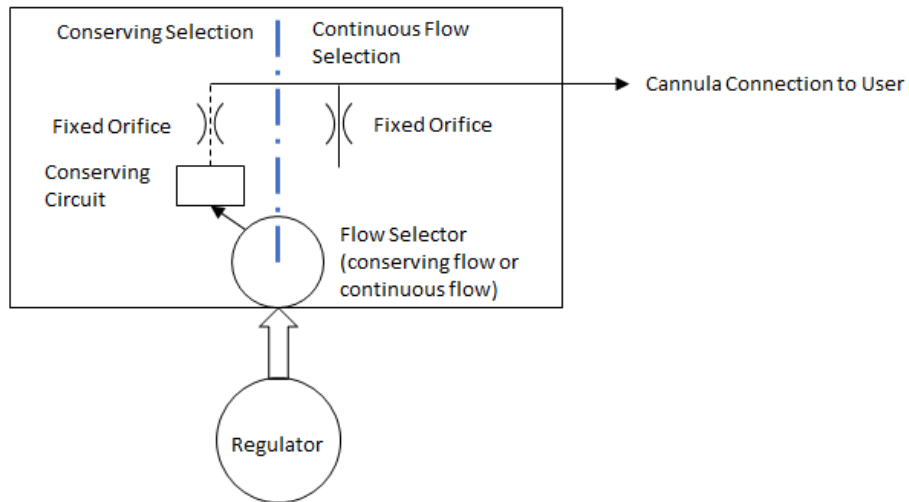 Conserving Selection
Continuous Flow
Selection
Cannula Connection to User
Fixed Orifice
Fixed Orifice
Conserving
Circuit
Flow Selector
(conserving flow or
continuous flow)
Regulator